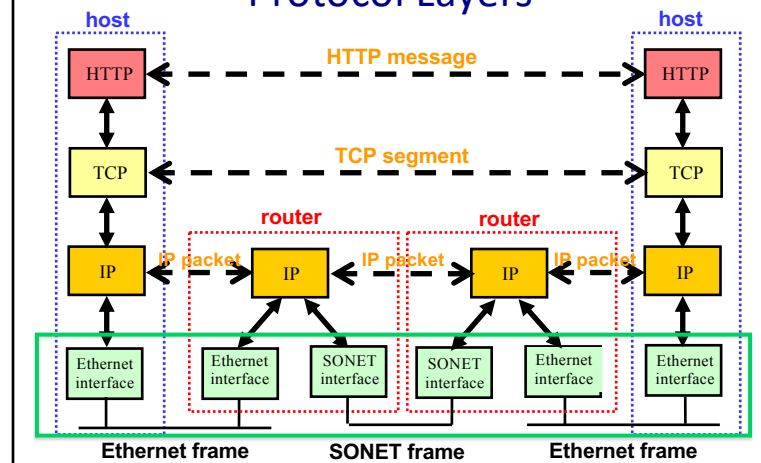 Protocol Layers
host
host
HTTP message
HTTP
HTTP
TCP segment
TCP
TCP
router
router
IP packet
IP packet
IP packet
IP
IP
IP
IP
Ethernet
interface
Ethernet
interface
SONET
interface
SONET
interface
Ethernet
interface
Ethernet
interface
Ethernet frame
SONET frame
Ethernet frame